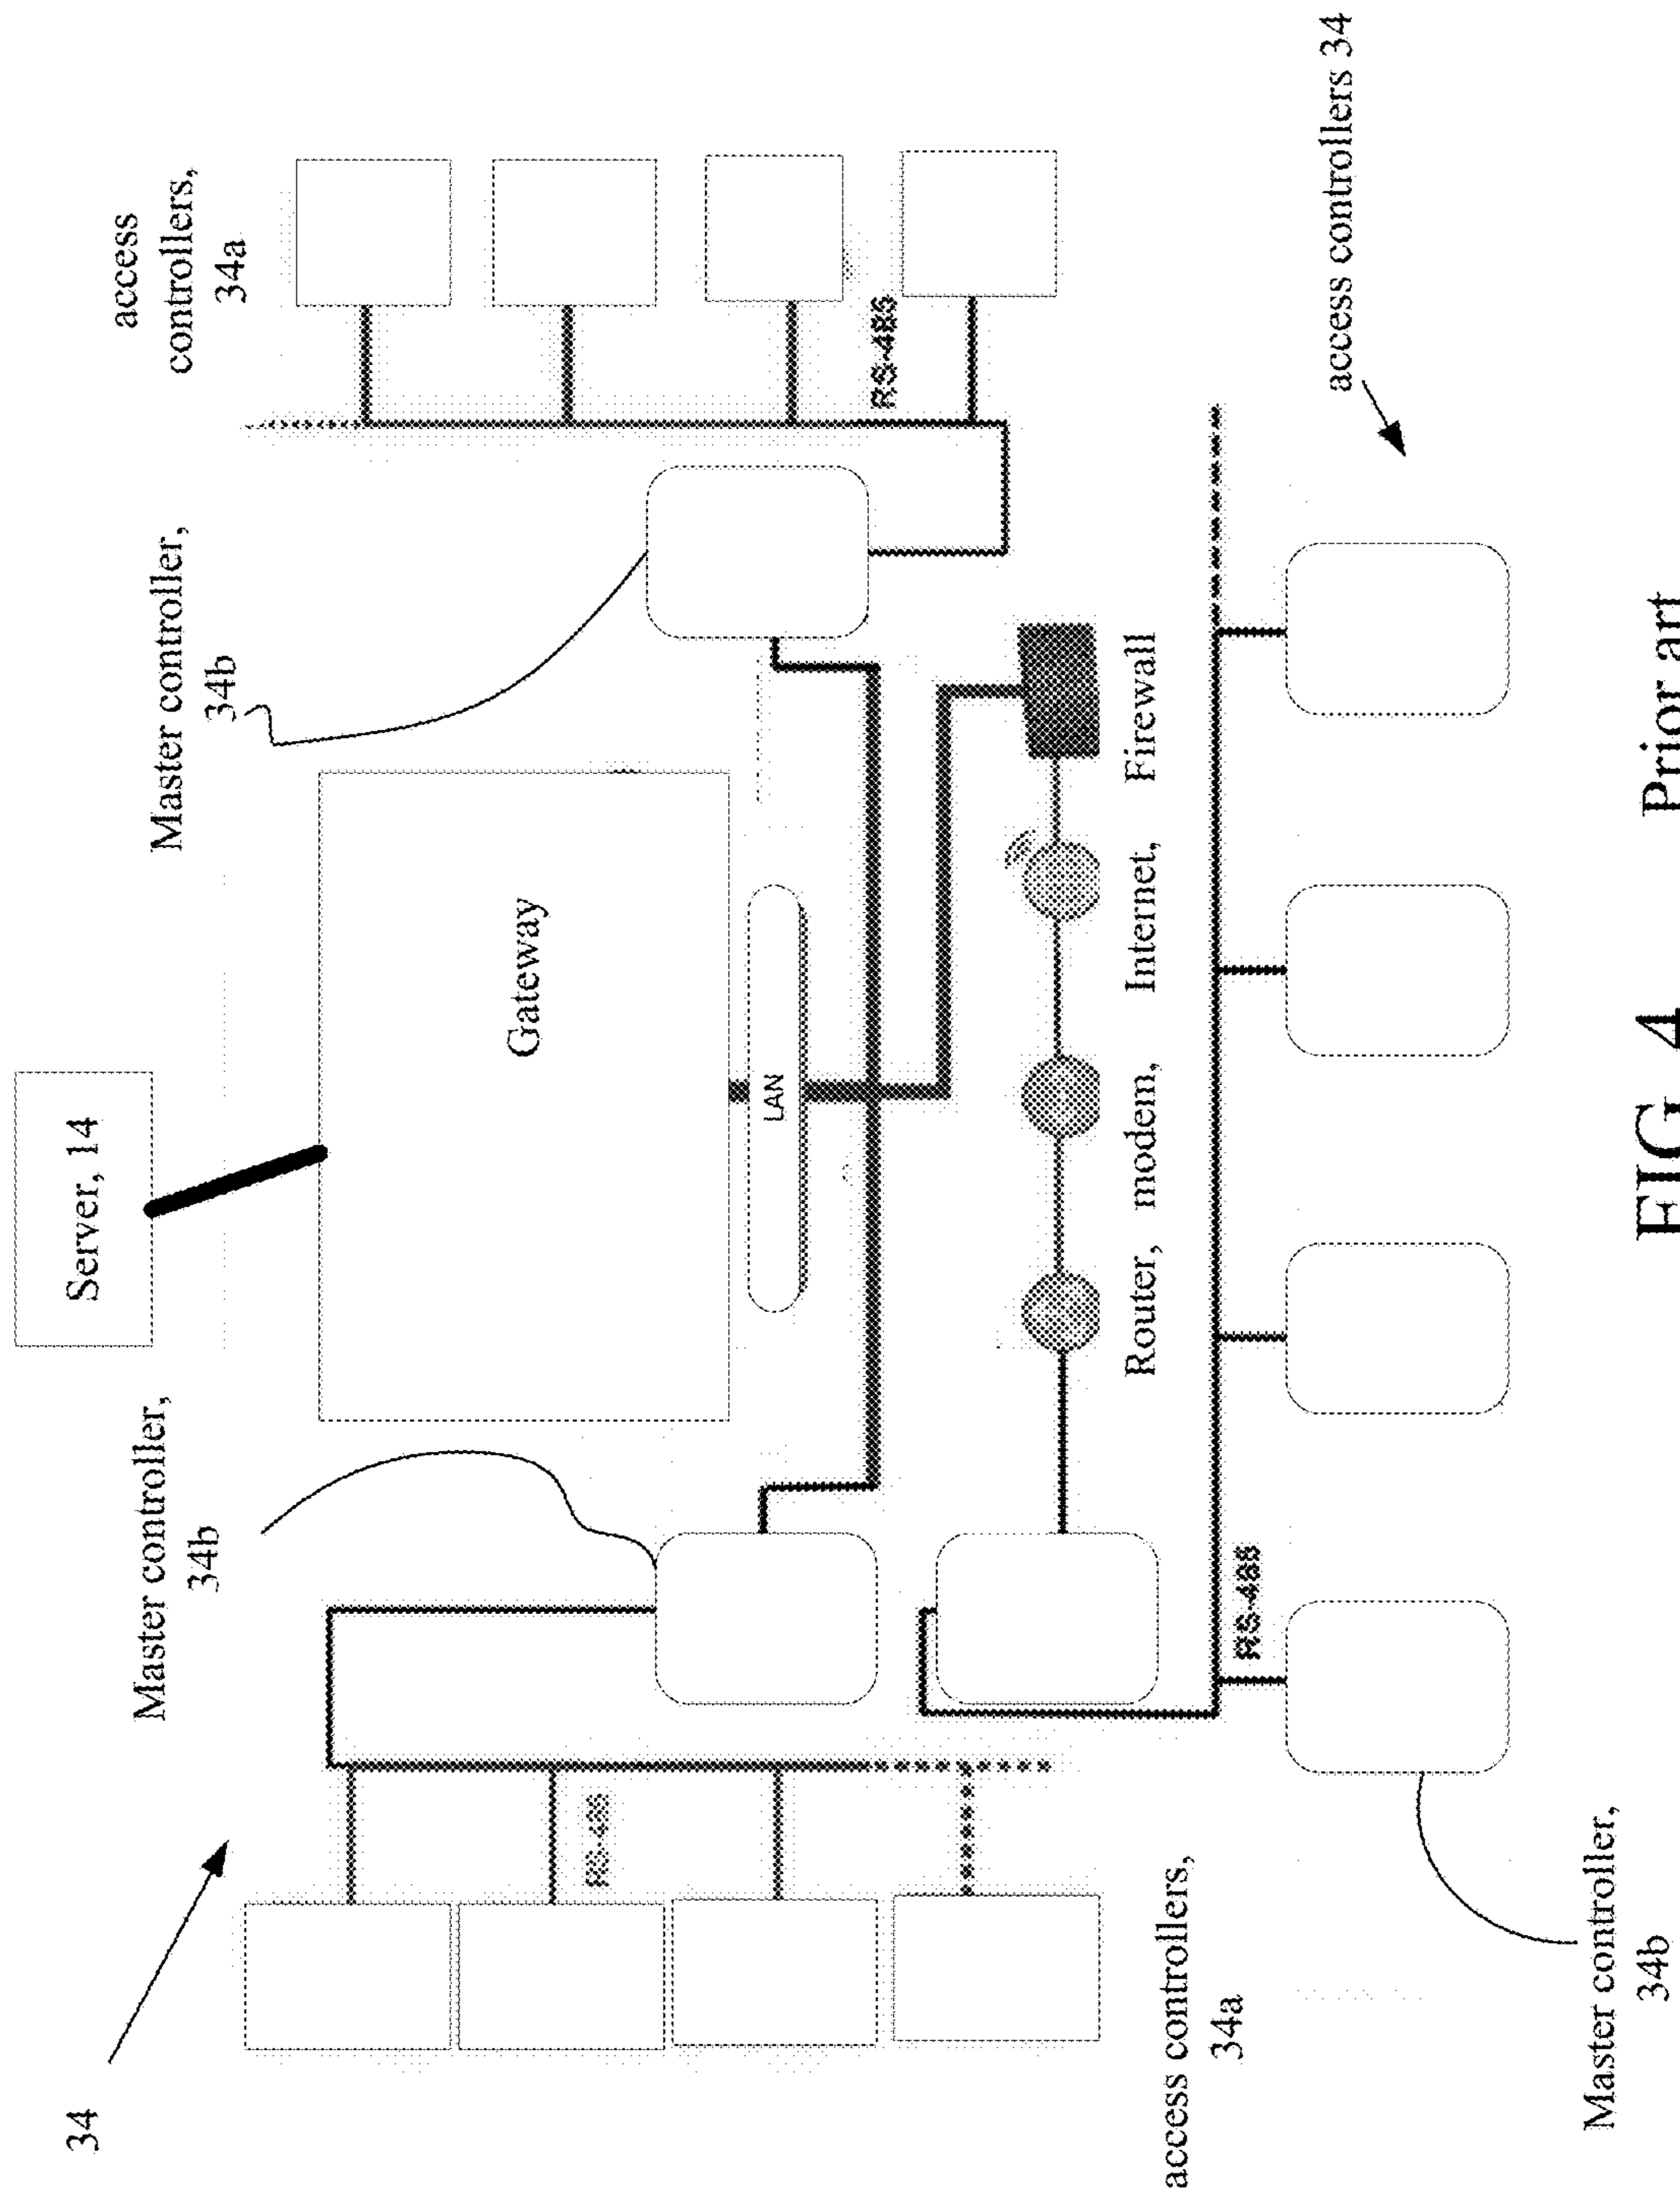 34
Master controller,
34b
Server, 14
Master controller,
34b
access
controllers,
34a
Gateway
LAN
RS-485
RS-485
Router, modem, Internet, Firewall
access controllers,
34a
RS-485
access controllers 34
Master controller,
34b
FIG. 4 Prior art